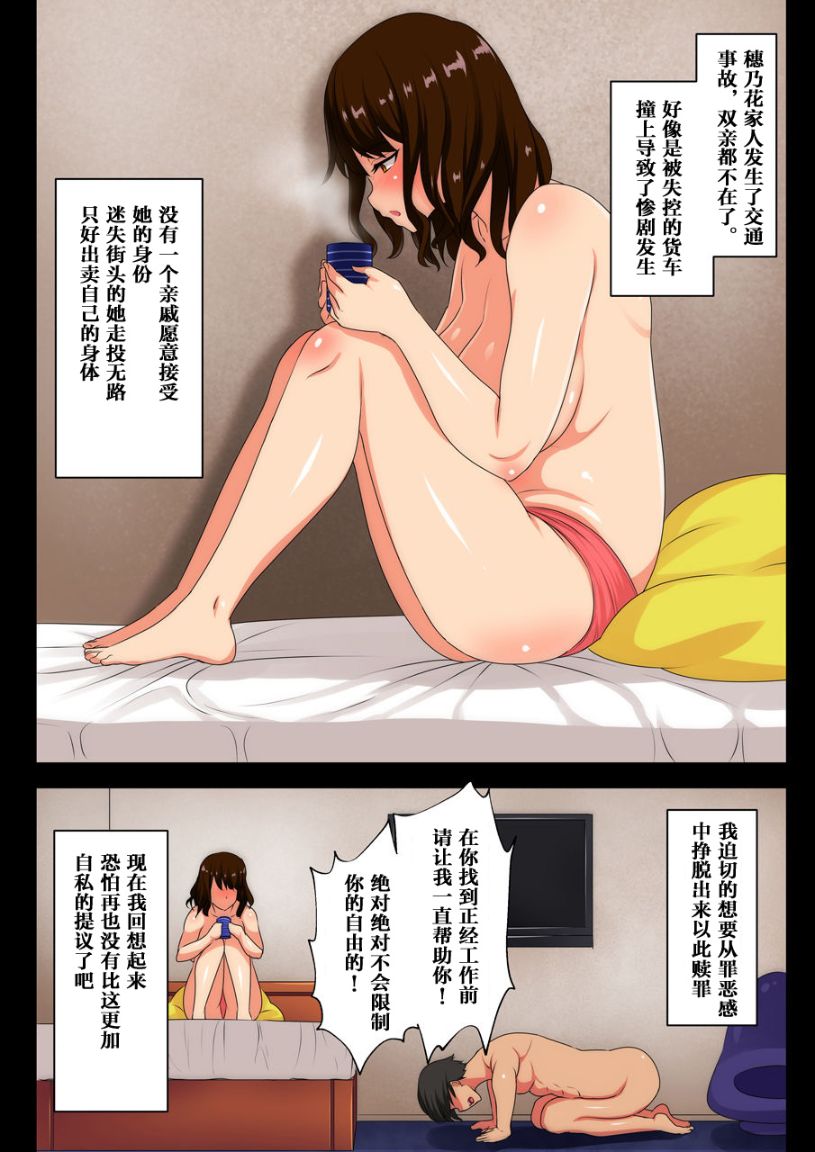 穗乃花家人发生了交通
事故，双亲都不在了。
好像是被失控的货车
撞上导致了惨剧发生
没有一个亲戚愿意接受
她的身份
迷失街头的她走投无路
只好出卖自己的身体
我迫切的想要从罪恶感
中挣脱出来以此赎罪
在你找到正经工作前
请让我一直帮助你！
绝对绝对不会限制
你的自由的！
现在我回想起来
恐怕再也没有比这更加
自私的提议了吧